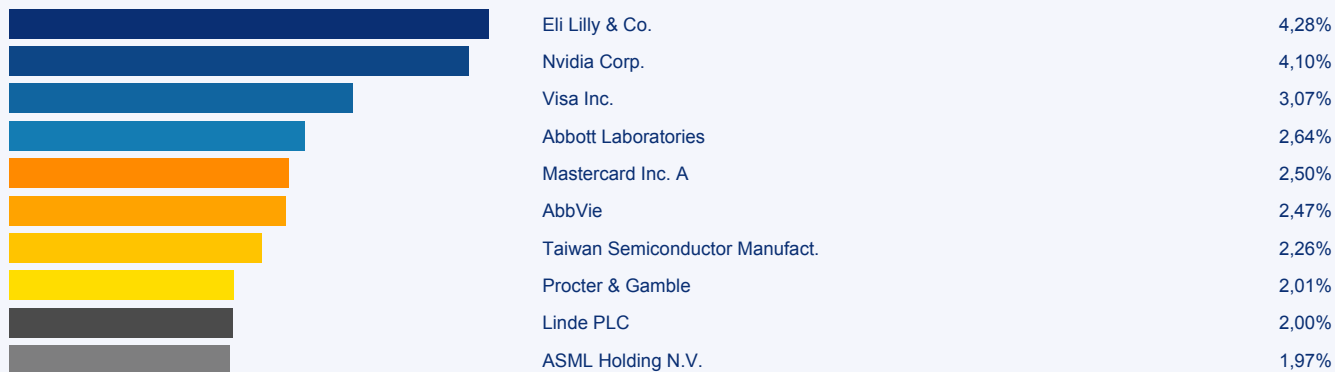 Eli Lilly & Co. 4,28%
Nvidia Corp. 4,10%
Visa Inc. 3,07%
Abbott Laboratories 2,64%
Mastercard Inc. A 2,50%
AbbVie 2,47%
Taiwan Semiconductor Manufact. 2,26%
Procter & Gamble 2,01%
Linde PLC 2,00%
ASML Holding N.V. 1,97%